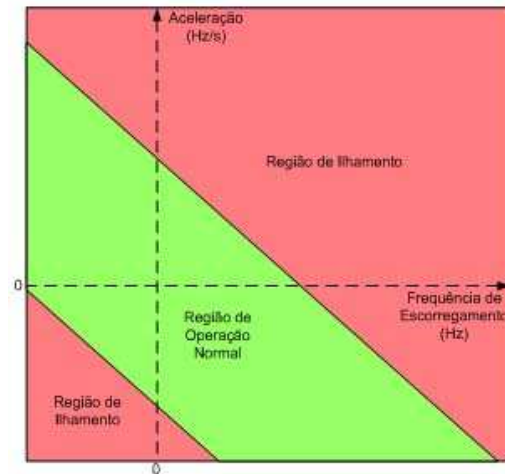 Aceleração
(Hz/s)
Região de Ilhamento
0
Frequência de
Escorregamento
(Hz)
Região de
Operação
Normal
Região de
Ilhamento
0